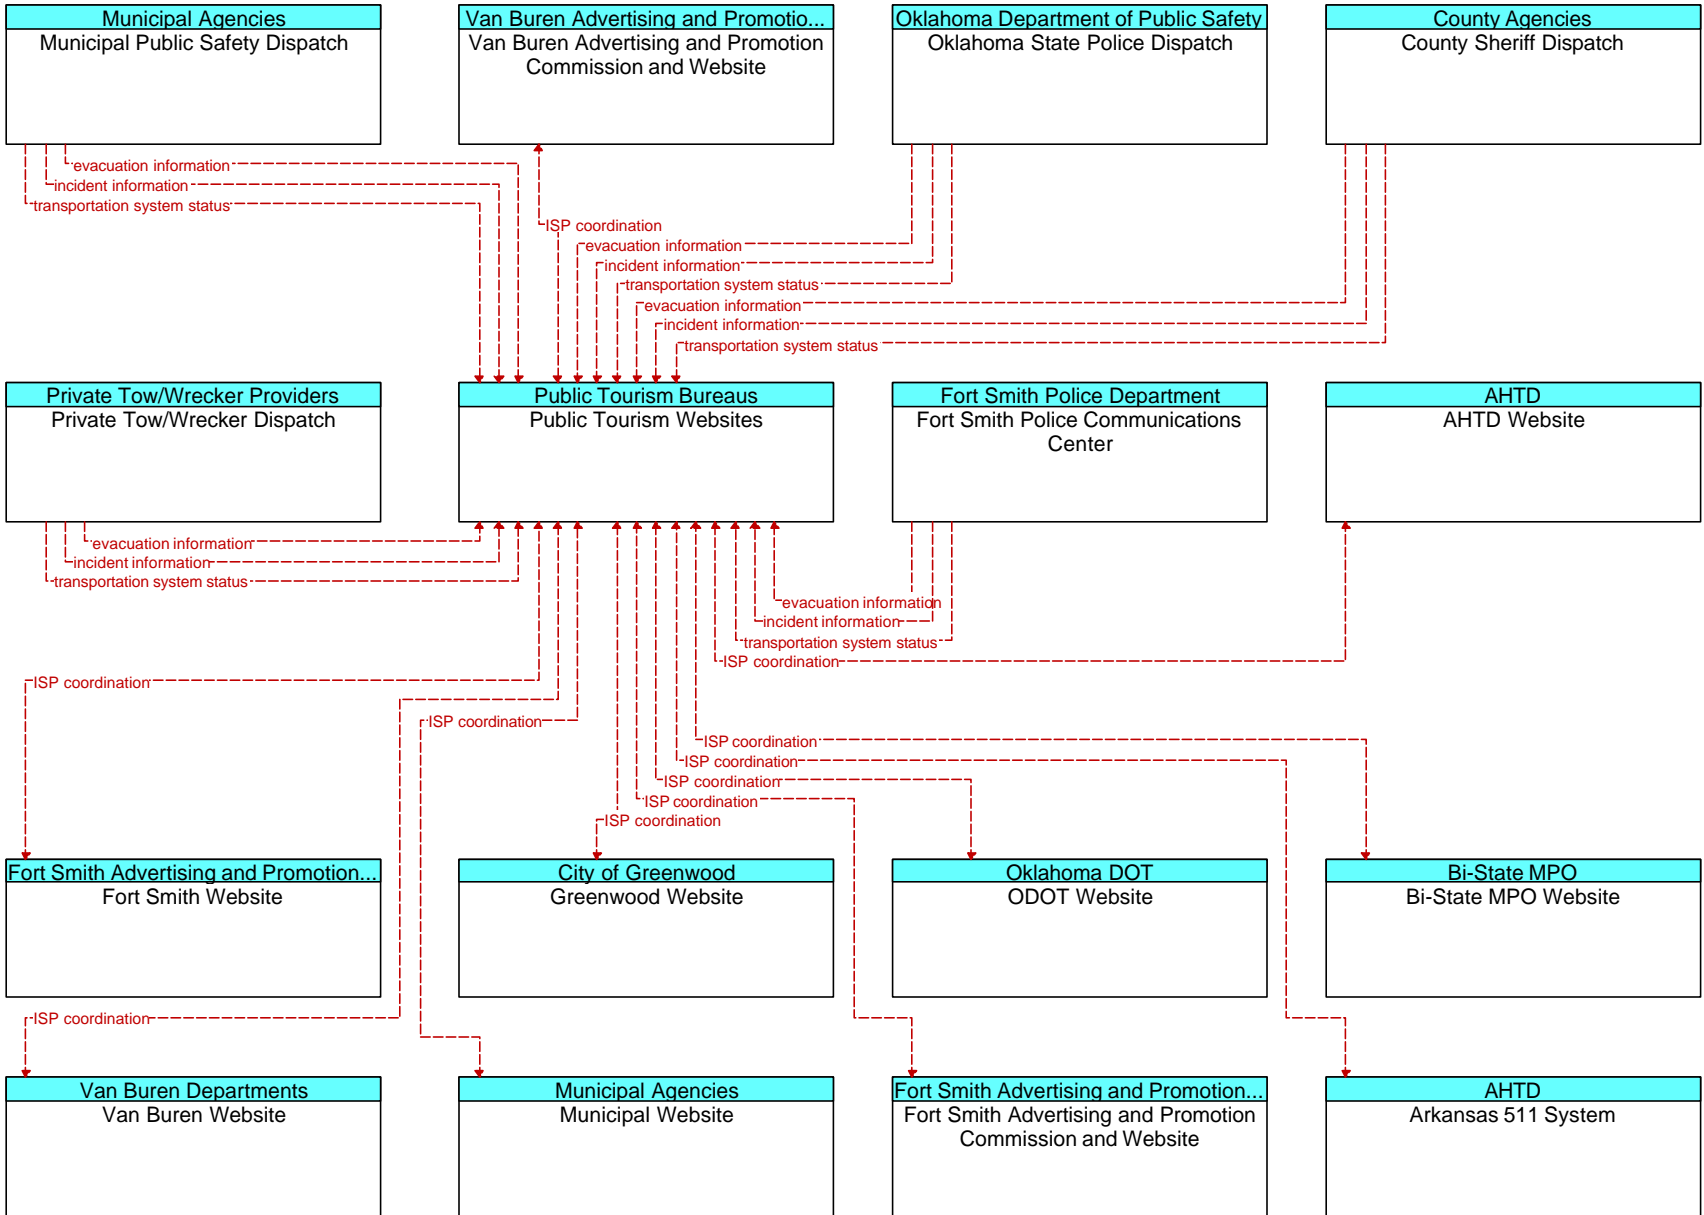 Municipal Agencies
Municipal Public Safety Dispatch
Van Buren Advertising and Promotio...
Van Buren Advertising and Promotion
Commission and Website
Oklahoma Department of Public Safety
Oklahoma State Police Dispatch
County Agencies
County Sheriff Dispatch
evacuation information
incident information
transportation system status
ISP coordination
evacuation information
incident information
transportation system status
evacuation information
incident information
transportation system status
Private Tow/Wrecker Providers
Private Tow/Wrecker Dispatch
Public Tourism Bureaus
Public Tourism Websites
Fort Smith Police Department
Fort Smith Police Communications
Center
AHTD
AHTD Website
evacuation information
incident information
transportation system status
evacuation information
incident information
transportation system status
ISP coordination
ISP coordination
ISP coordination
ISP coordination
ISP coordination
ISP coordination
ISP coordination
ISP coordination
Fort Smith Advertising and Promotion...
Fort Smith Website
City of Greenwood
Greenwood Website
Oklahoma DOT
ODOT Website
Bi-State MPO
Bi-State MPO Website
ISP coordination
Van Buren Departments
Van Buren Website
Municipal Agencies
Municipal Website
Fort Smith Advertising and Promotion...
Fort Smith Advertising and Promotion
Commission and Website
AHTD
Arkansas 511 System